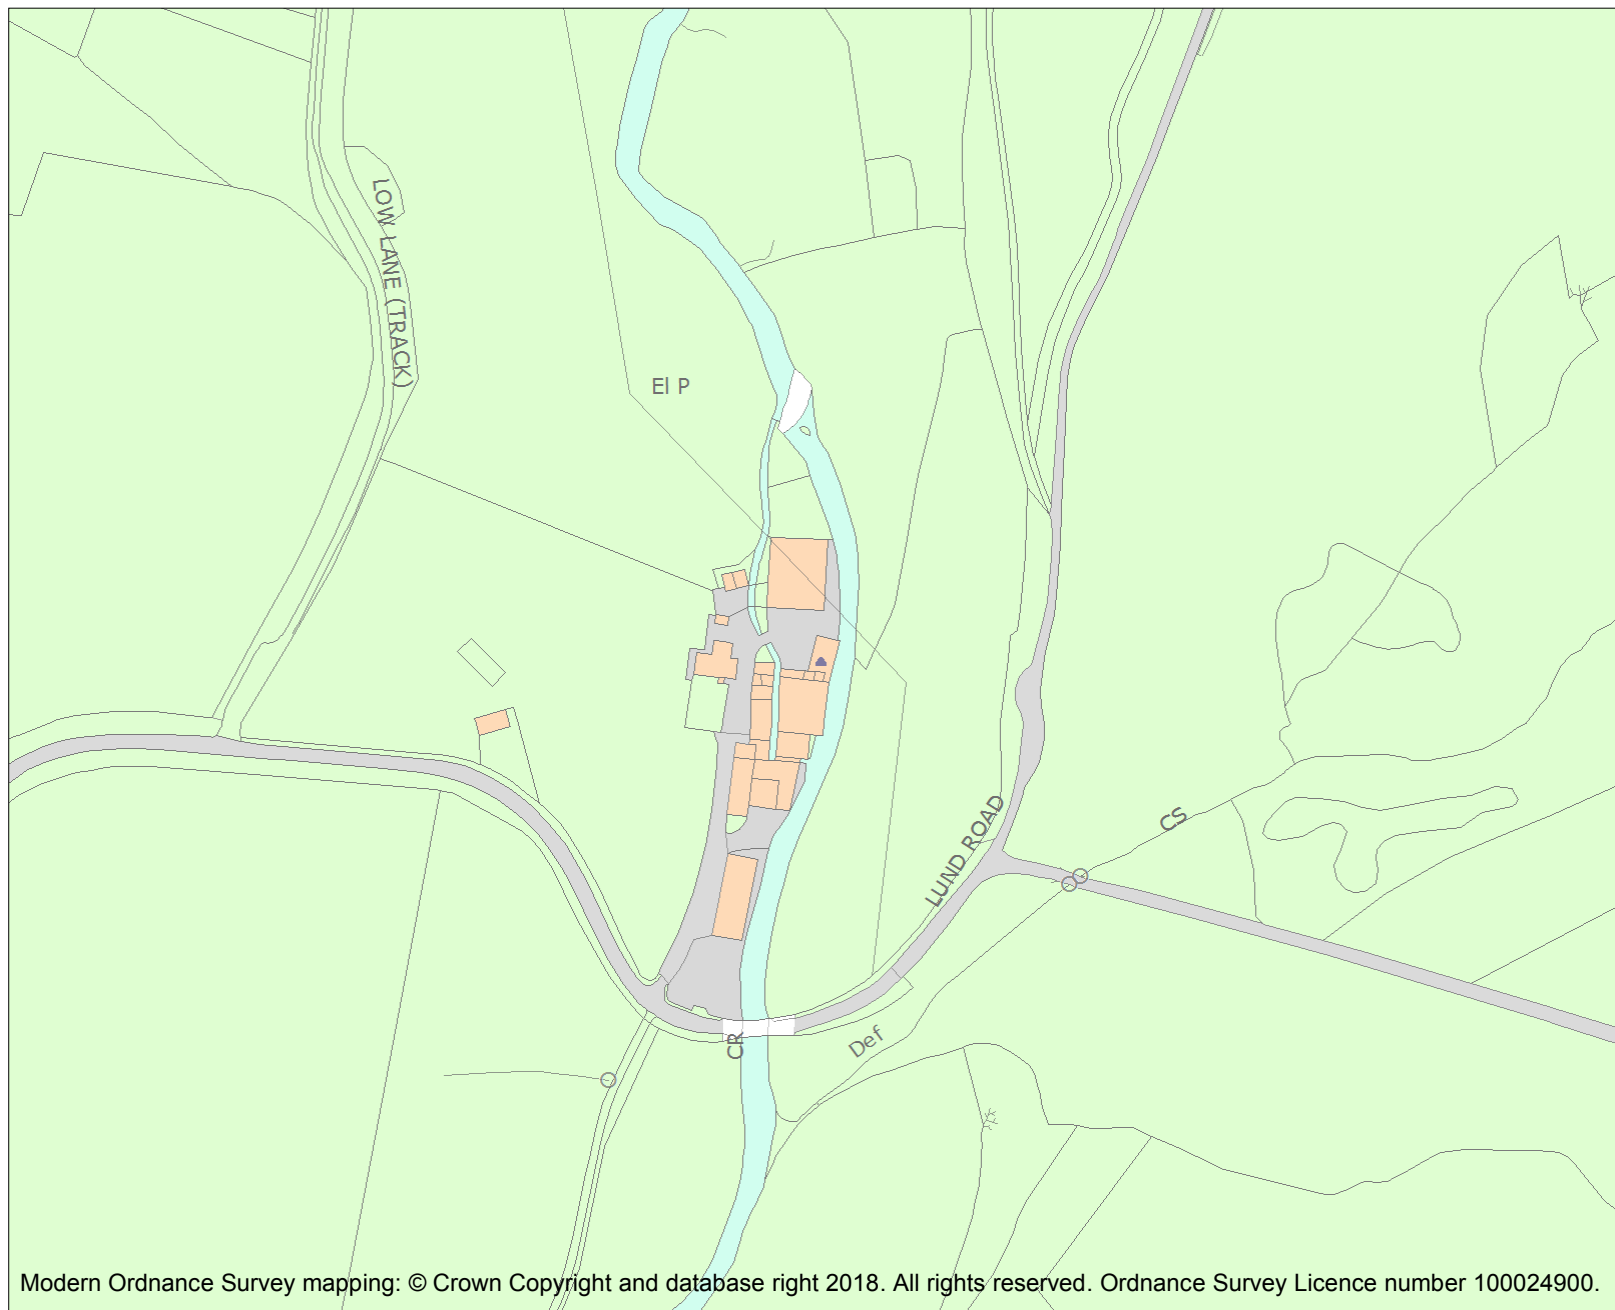 LOW LANE (TRACK)
El P
LUND ROAD
CS
Def
CR
Modern Ordnance Survey mapping: © Crown Copyright and database right 2018. All rights reserved. Ordnance Survey Licence number 100024900.